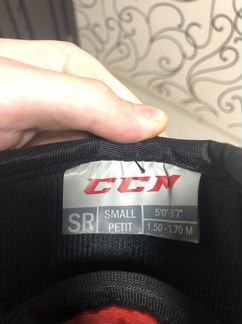 CCM
SR
SMALL 5'0" 5'7"
PETIT 1.50 - 1.70 M